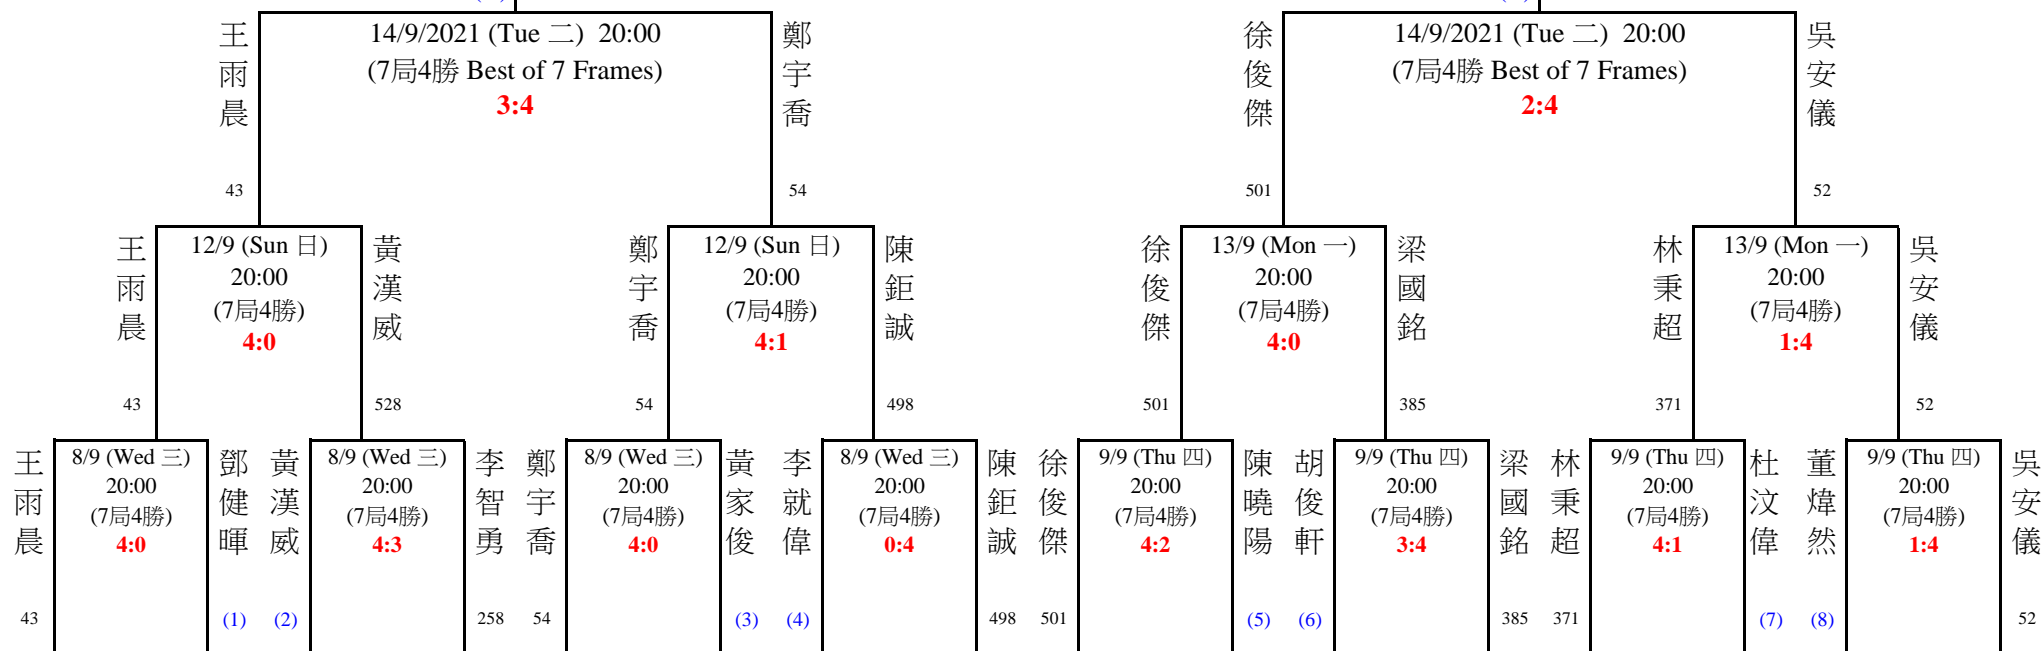 王雨晨
14/9/2021 (Tue 二) 20:00
(7局4勝 Best of 7 Frames)
3:4
鄭宇喬
徐俊傑
14/9/2021 (Tue 二) 20:00
(7局4勝 Best of 7 Frames)
2:4
吳安儀
43
54
501
52
王雨晨
12/9 (Sun 日)
20:00
(7局4勝)
4:0
黃漢威
鄭宇喬
12/9 (Sun 日)
20:00
(7局4勝)
4:1
陳鉅誠
徐俊傑
13/9 (Mon 一)
20:00
(7局4勝)
4:0
梁國銘
林秉超
13/9 (Mon 一)
20:00
(7局4勝)
1:4
吳安儀
43
528
54
498
501
385
371
52
王雨晨
8/9 (Wed 三)
20:00
(7局4勝)
4:0
鄧健暉
黃漢威
8/9 (Wed 三)
20:00
(7局4勝)
4:3
李智勇
鄭宇喬
8/9 (Wed 三)
20:00
(7局4勝)
4:0
黃家俊
李就偉
8/9 (Wed 三)
20:00
(7局4勝)
0:4
陳鉅誠
徐俊傑
9/9 (Thu 四)
20:00
(7局4勝)
4:2
陳曉陽
胡俊軒
9/9 (Thu 四)
20:00
(7局4勝)
3:4
梁國銘
林秉超
9/9 (Thu 四)
20:00
(7局4勝)
4:1
杜汶偉
董煒然
9/9 (Thu 四)
20:00
(7局4勝)
1:4
吳安儀
43
(1)
(2)
258
54
(3)
(4)
498
501
(5)
(6)
385
371
(7)
(8)
52